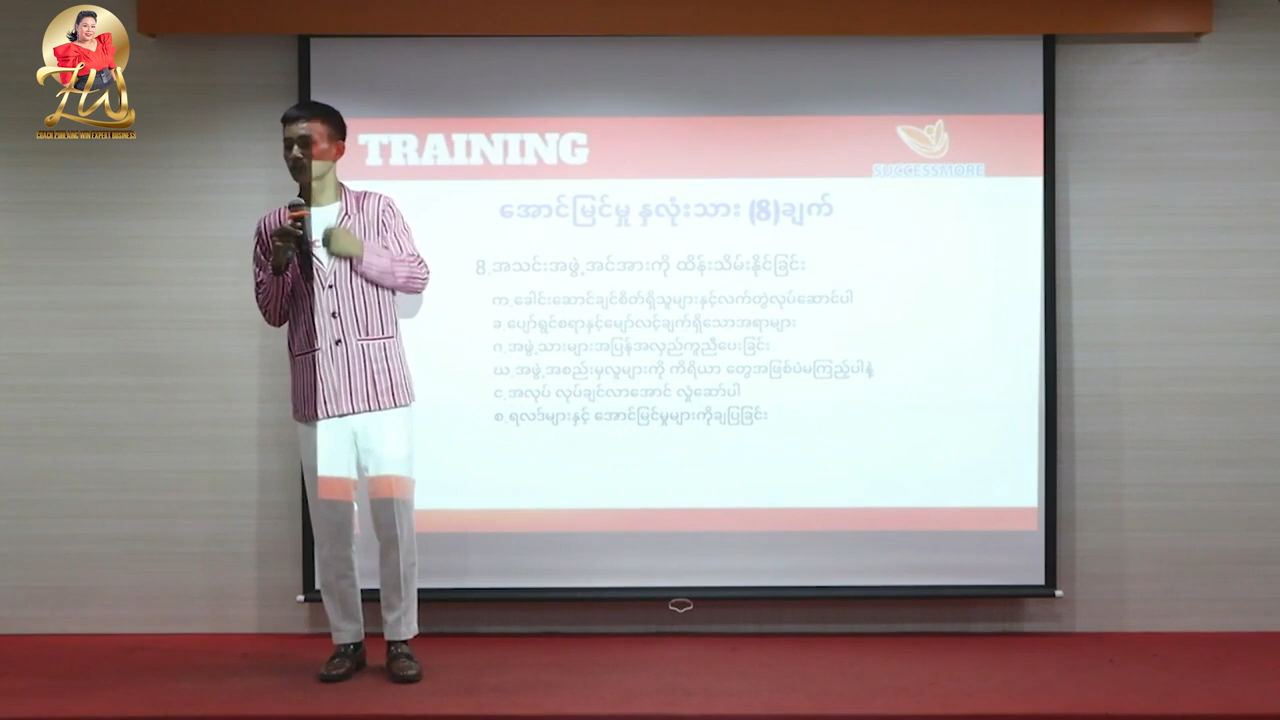 COACH PHEAING WIN EXPERT BUSINESS
TRAINING
SUCCESSMORE
အောင်မြင်မှု နှလုံးသား (8)ချက်
8.အသင်းအဖွဲ့အင်အားကို ထိန်းသိမ်းနိုင်ခြင်း
က.ခေါင်းဆောင်ချင်စိတ်ရှိသူများနှင့်လက်တွဲလုပ်ဆောင်ပါ
ခ.ပျော်ရွှင်စရာနှင့်မျှော်လင့်ချက်ရှိသောအရာများ
ဂ.အဖွဲ့သားများအပြန်အလှည်ကူညီပေးခြင်း
ဃ.အဖွဲ့အစည်းမှလူများကို ကိရိယာ တွေအဖြစ်ပဲမကြည့်ပါနဲ့
င.အလုပ် လုပ်ချင်လာအောင် လှုံ့ဆော်ပါ
စ.ရလဒ်များနှင့် အောင်မြင်မှုများကိုချပြခြင်း